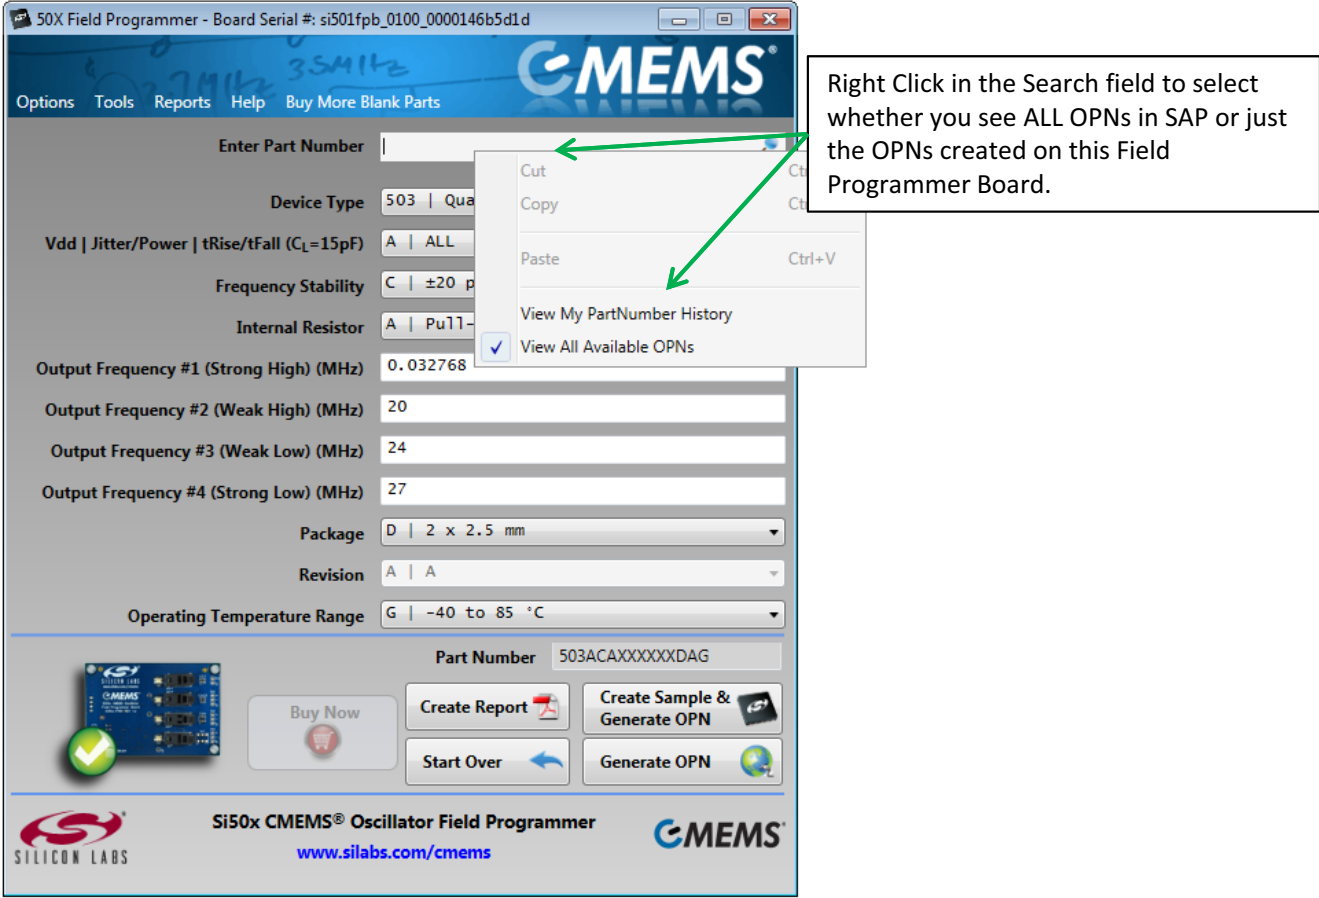 50X Field Programmer - Board Serial #: si501fpb_0100_0000146b5d1d
35MHz
CMEMS®
Options Tools Reports Help Buy More Blank Parts
Right Click in the Search field to select
whether you see ALL OPNs in SAP or just
the OPNs created on this Field
Programmer Board.
Enter Part Number
Cut Ct
Copy Ct
Paste Ctrl+V
View My PartNumber History
✓ View All Available OPNs
Device Type 503 | Qua
Vdd | Jitter/Power | tRise/tFall (CL=15pF) A | ALL
Frequency Stability C | ±20 p
Internal Resistor A | Pull-
Output Frequency #1 (Strong High) (MHz) 0.032768
Output Frequency #2 (Weak High) (MHz) 20
Output Frequency #3 (Weak Low) (MHz) 24
Output Frequency #4 (Strong Low) (MHz) 27
Package D | 2 x 2.5 mm
Revision A | A
Operating Temperature Range G | -40 to 85 °C
Part Number 503ACAXXXXXXDAG
SILICON LABS
CMEMS
Buy Now
Create Report
Create Sample &
Generate OPN
Start Over
Generate OPN
SILICON LABS
Si50x CMEMS® Oscillator Field Programmer
www.silabs.com/cmems
CMEMS